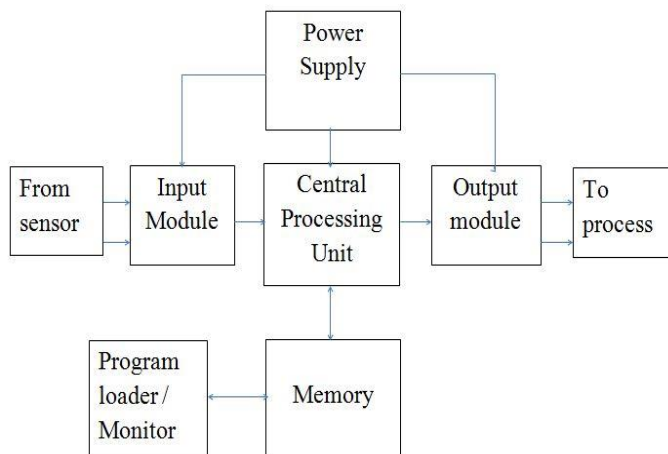 Power
Supply
From
sensor
Input
Module
Central
Processing
Unit
Output
module
To
process
Program
loader /
Monitor
Memory